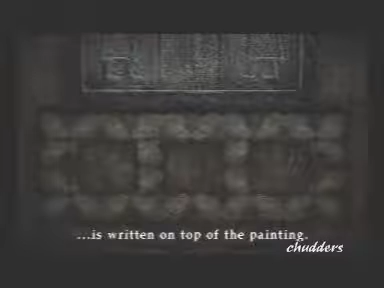 ...is written on top of the painting.
chudders